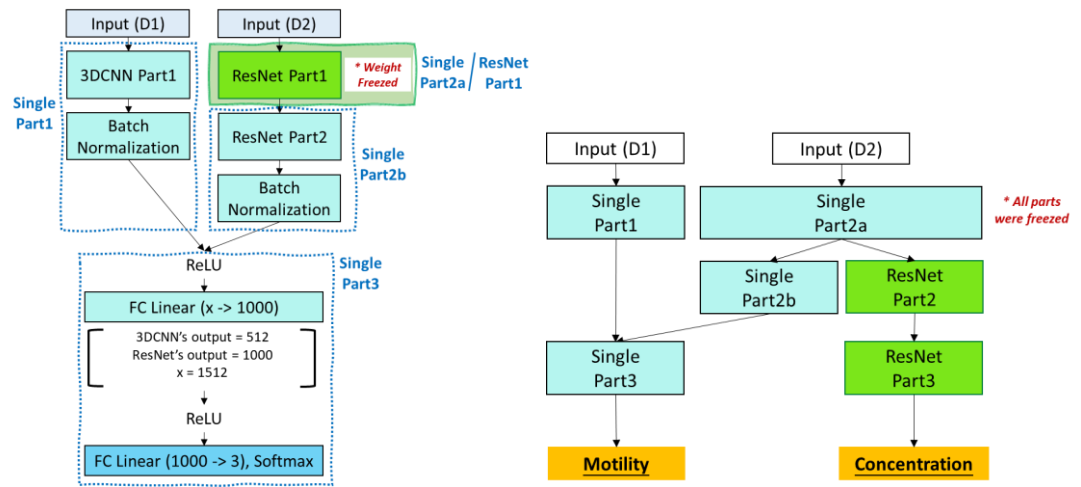 Input (D1)
Input (D2)
3DCNN Part1
ResNet Part1
* Weight
Freezed
Single
Part2a
/
ResNet
Part1
Single
Part1
Batch
Normalization
ResNet Part2
Single
Part2b
Batch
Normalization
ReLU
Single
Part3
FC Linear (x -> 1000)
3DCNN's output = 512
ResNet's output = 1000
x = 1512
ReLU
FC Linear (1000 -> 3), Softmax
Input (D1)
Input (D2)
Single
Part1
Single
Part2a
* All parts
were freezed
Single
Part2b
ResNet
Part2
Single
Part3
ResNet
Part3
Motility
Concentration